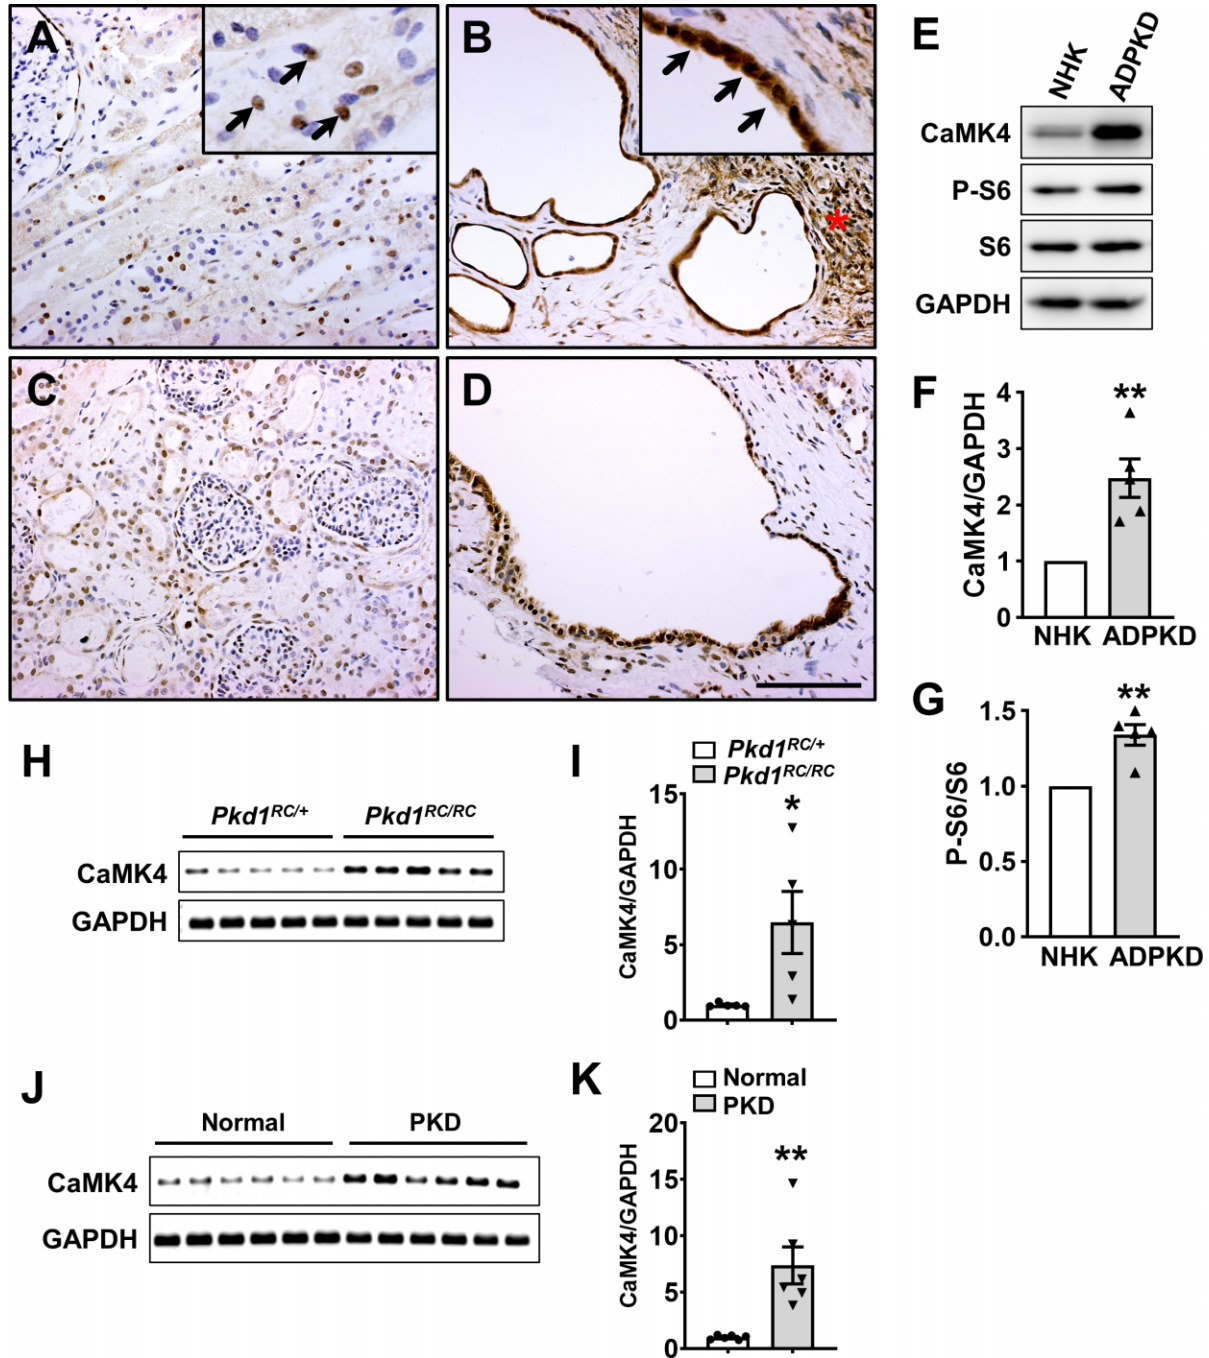 A
B
*
C
D
E
NHK ADPKD
CaMK4
P-S6
S6
GAPDH
F
CaMK4/GAPDH
4
3
2
1
0
**
NHK ADPKD
G
P-S6/S6
1.5
1.0
0.5
0.0
**
NHK ADPKD
H
Pkd1RC/+ Pkd1RC/RC
CaMK4
GAPDH
I
Pkd1RC/+
Pkd1RC/RC
CaMK4/GAPDH
15
10
5
0
*
J
Normal PKD
CaMK4
GAPDH
K
Normal
PKD
CaMK4/GAPDH
20
15
10
5
0
**